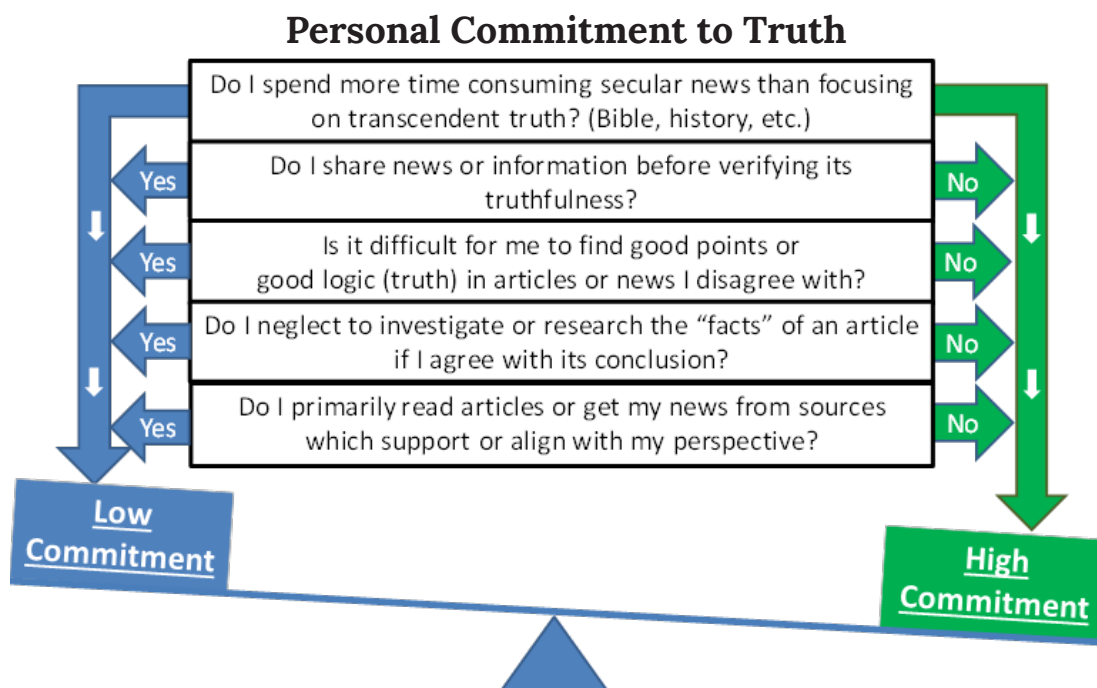 Personal Commitment to Truth
Do I spend more time consuming secular news than focusing
on transcendent truth? (Bible, history, etc.)
Do I share news or information before verifying its
truthfulness?
Yes
No
Is it difficult for me to find good points or
good logic (truth) in articles or news I disagree with?
Yes
No
Do I neglect to investigate or research the “facts” of an article
if I agree with its conclusion?
Yes
No
Do I primarily read articles or get my news from sources
which support or align with my perspective?
Yes
No
Low
Commitment
High
Commitment